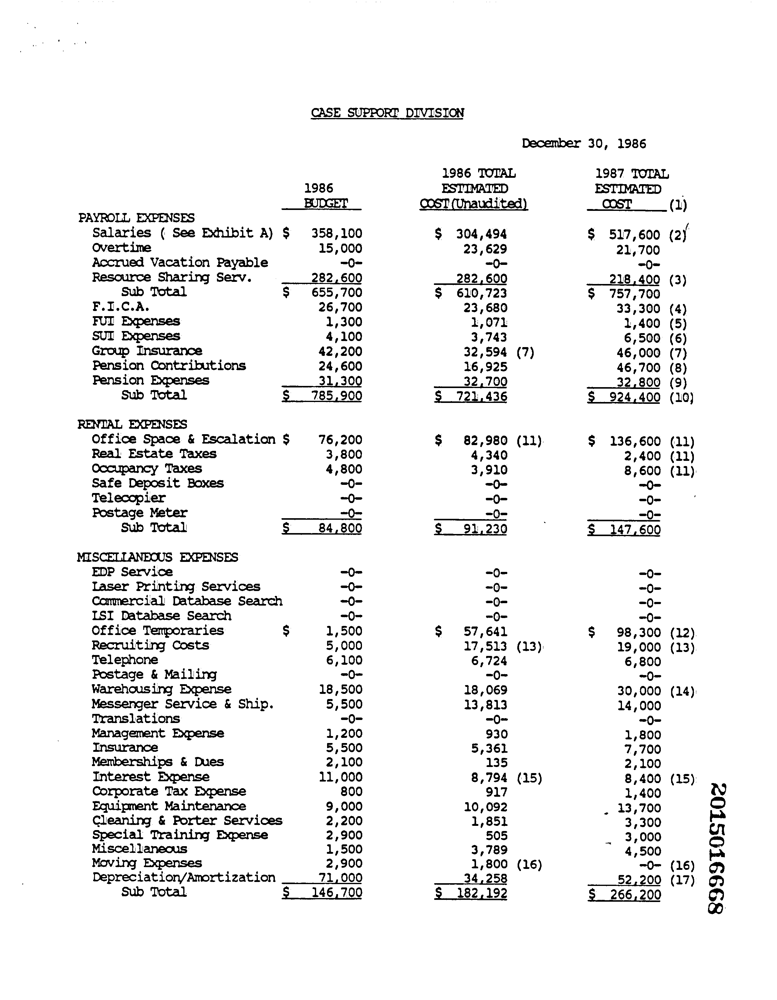 CASE SUPPORT DIVISION
December 30, 1986
1986 TOTAL 1987 TOTAL
1986 ESTIMATED ESTIMATED
BUDGET COST(Unaudited) COST (1)
PAYROLL EXPENSES
Salaries ( See Exhibit A) $ 358,100 $ 304,494 $ 517,600 (2)
Overtime 15,000 23,629 21,700
Accrued Vacation Payable -0- -0- -0-
Resource Sharing Serv. 282,600 282,600 218,400 (3)
Sub Total $ 655,700 $ 610,723 $ 757,700
F.I.C.A. 26,700 23,680 33,300 (4)
FUI Expenses 1,300 1,071 1,400 (5)
SUI Expenses 4,100 3,743 6,500 (6)
Group Insurance 42,200 32,594 (7) 46,000 (7)
Pension Contributions 24,600 16,925 46,700 (8)
Pension Expenses 31,300 32,700 32,800 (9)
Sub Total $ 785,900 $ 721,436 $ 924,400 (10)
RENTAL EXPENSES
Office Space & Escalation $ 76,200 $ 82,980 (11) $ 136,600 (11)
Real Estate Taxes 3,800 4,340 2,400 (11)
Occupancy Taxes 4,800 3,910 8,600 (11)
Safe Deposit Boxes -0- -0- -0-
Telecopier -0- -0- -0-
Postage Meter -0- -0- -0-
Sub Total $ 84,800 $ 91,230 $ 147,600
MISCELLANEOUS EXPENSES
EDP Service -0- -0- -0-
Laser Printing Services -0- -0- -0-
Commercial Database Search -0- -0- -0-
LSI Database Search -0- -0- -0-
Office Temporaries $ 1,500 $ 57,641 $ 98,300 (12)
Recruiting Costs 5,000 17,513 (13) 19,000 (13)
Telephone 6,100 6,724 6,800
Postage & Mailing -0- -0- -0-
Warehousing Expense 18,500 18,069 30,000 (14)
Messenger Service & Ship. 5,500 13,813 14,000
Translations -0- -0- -0-
Management Expense 1,200 930 1,800
Insurance 5,500 5,361 7,700
Memberships & Dues 2,100 135 2,100
Interest Expense 11,000 8,794 (15) 8,400 (15)
Corporate Tax Expense 800 917 1,400
Equipment Maintenance 9,000 10,092 13,700
Cleaning & Porter Services 2,200 1,851 3,300
Special Training Expense 2,900 505 3,000
Miscellaneous 1,500 3,789 4,500
Moving Expenses 2,900 1,800 (16) -0- (16)
Depreciation/Amortization 71,000 34,258 52,200 (17)
Sub Total $ 146,700 $ 182,192 $ 266,200
2015016668